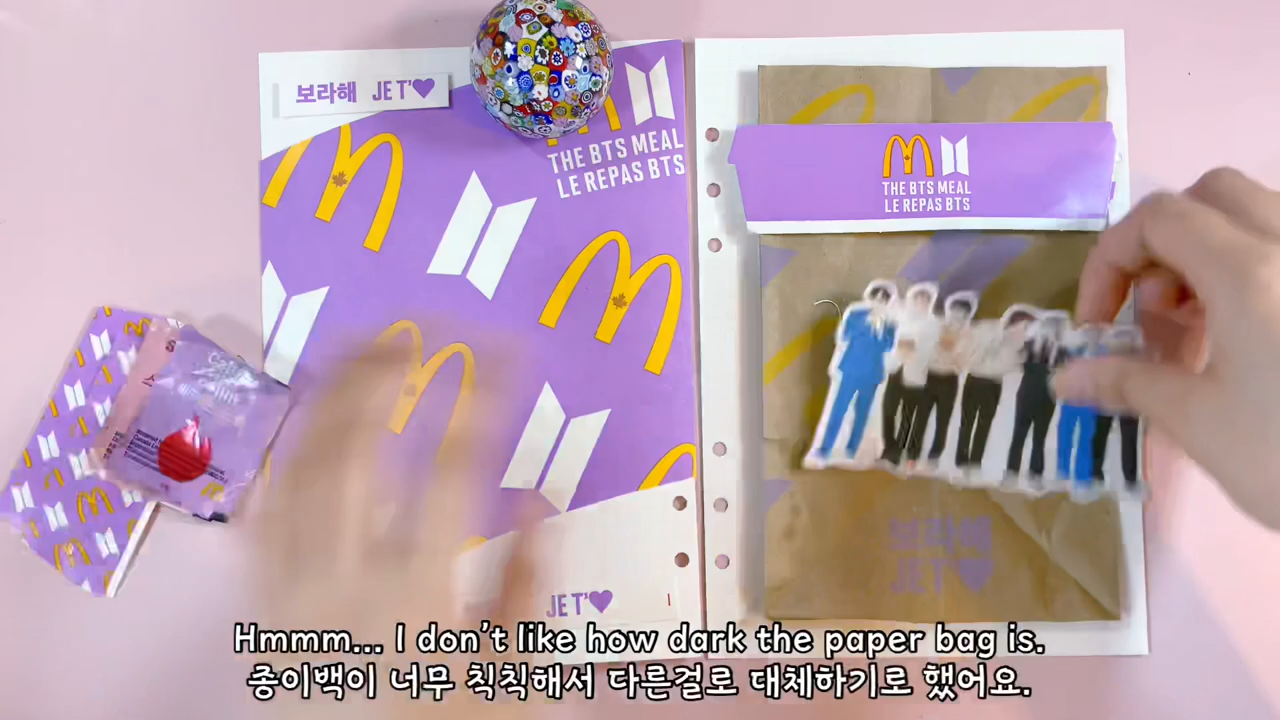 보라해 JE T'♥
THE BTS MEAL
LE REPAS BTS
THE BTS MEAL
LE REPAS BTS
보라해
JE T'♥
JE T'♥
Hmmm... I don't like how dark the paper bag is.
종이백이 너무 칙칙해서 다른걸로 대체하기로 했어요.